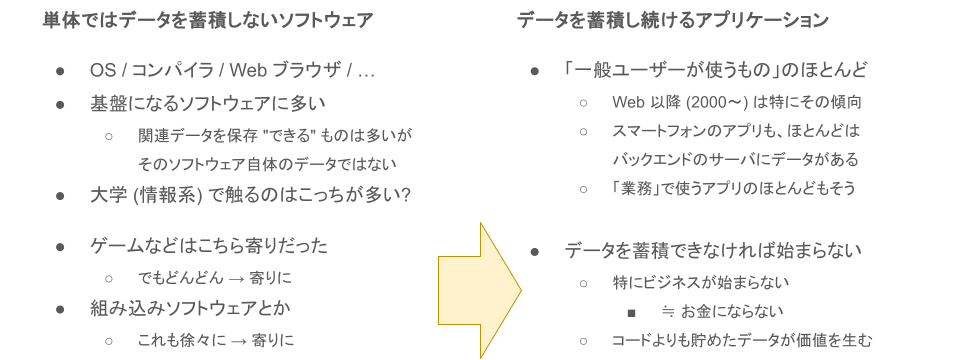 単体ではデータを蓄積しないソフトウェア
● OS / コンパイラ / Web ブラウザ / …
● 基盤になるソフトウェアに多い
○ 関連データを保存 "できる" ものは多いが
そのソフトウェア自体のデータではない
● 大学 (情報系) で触るのはこっちが多い?
● ゲームなどはこちら寄りだった
○ でもどんどん → 寄りに
● 組み込みソフトウェアとか
○ これも徐々に → 寄りに
データを蓄積し続けるアプリケーション
● 「一般ユーザーが使うもの」のほとんど
○ Web 以降 (2000〜) は特にその傾向
○ スマートフォンのアプリも、ほとんどは
バックエンドのサーバにデータがある
○ 「業務」で使うアプリのほとんどもそう
● データを蓄積できなければ始まらない
○ 特にビジネスが始まらない
■ ≒ お金にならない
○ コードよりも貯めたデータが価値を生む